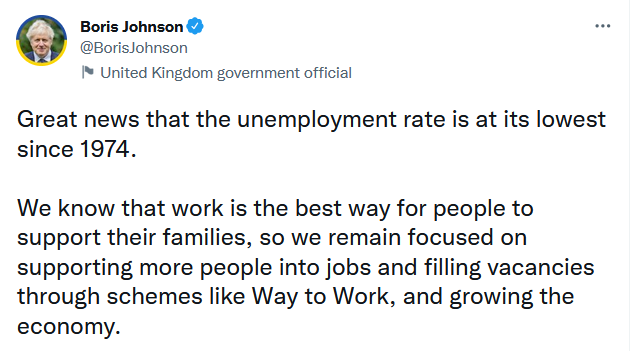 Boris Johnson
@BorisJohnson
United Kingdom government official
Great news that the unemployment rate is at its lowest
since 1974.
We know that work is the best way for people to
support their families, so we remain focused on
supporting more people into jobs and filling vacancies
through schemes like Way to Work, and growing the
economy.